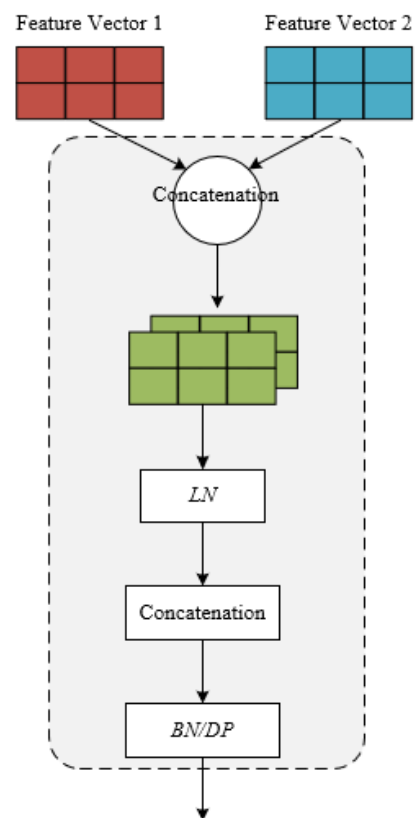 Feature Vector 1
Feature Vector 2
Concatenation
LN
Concatenation
BN/DP